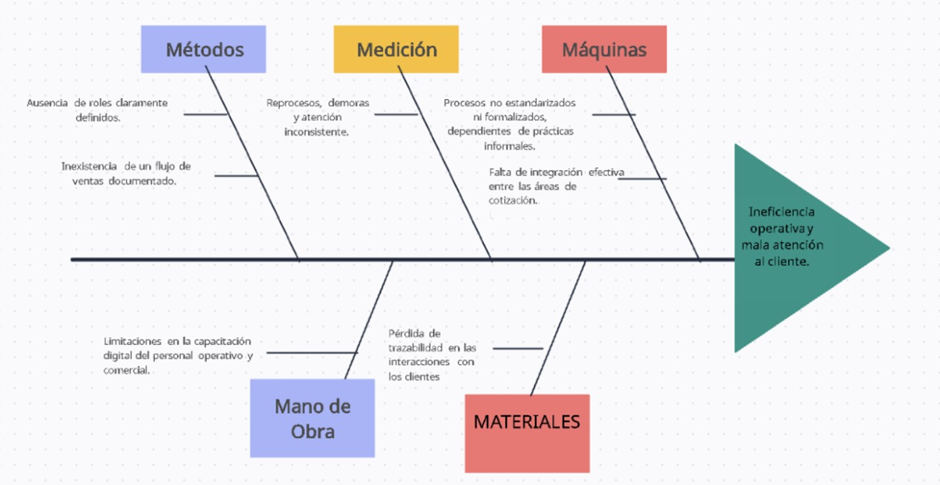 Métodos
Medición
Máquinas
Ausencia de roles claramente
definidos.
Inexistencia de un flujo de
ventas documentado.
Reprocesos, demoras
y atención
inconsistente.
Procesos no estandarizados
ni formalizados,
dependientes de prácticas
informales.
Falta de integración efectiva
entre las áreas de
cotización.
Ineficiencia
operativa y
mala atención
al cliente.
Limitaciones en la capacitación
digital del personal operativo y
comercial.
Pérdida de
trazabilidad en las
interacciones con
los clientes
Mano de
Obra
MATERIALES